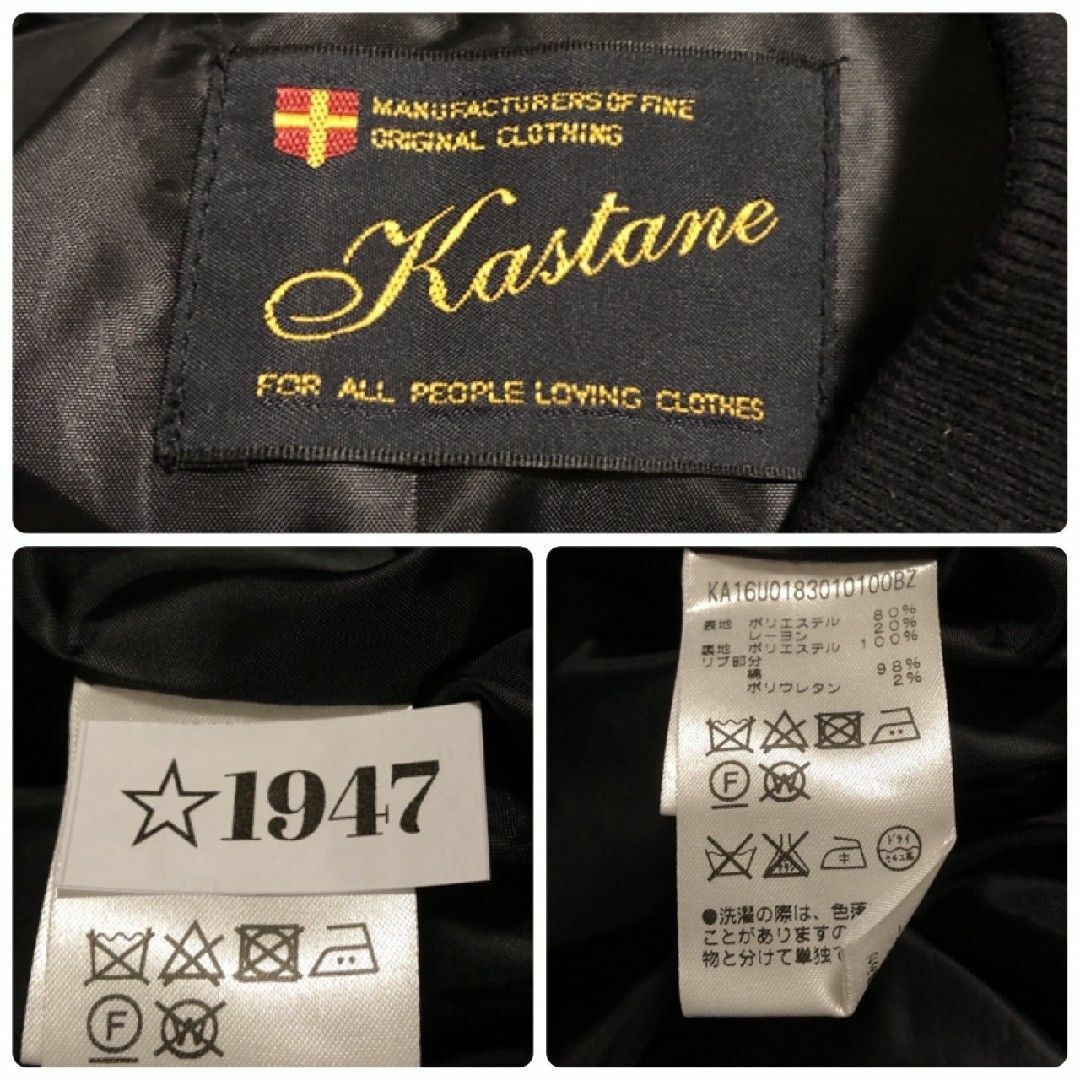 MANUFACTURERS OF FINE
ORIGINAL CLOTHING
Kastane
FOR ALL PEOPLE LOVING CLOTHES
☆1947
F
W
KA16U0183010100BZ
表地 ポリエステル 80%
レーヨン 20%
裏地 ポリエステル 100%
リブ部分
綿 98%
ポリウレタン 2%
F
W
ドライ
●洗濯の際は、色落
ことがありますの
物と分けて単独で